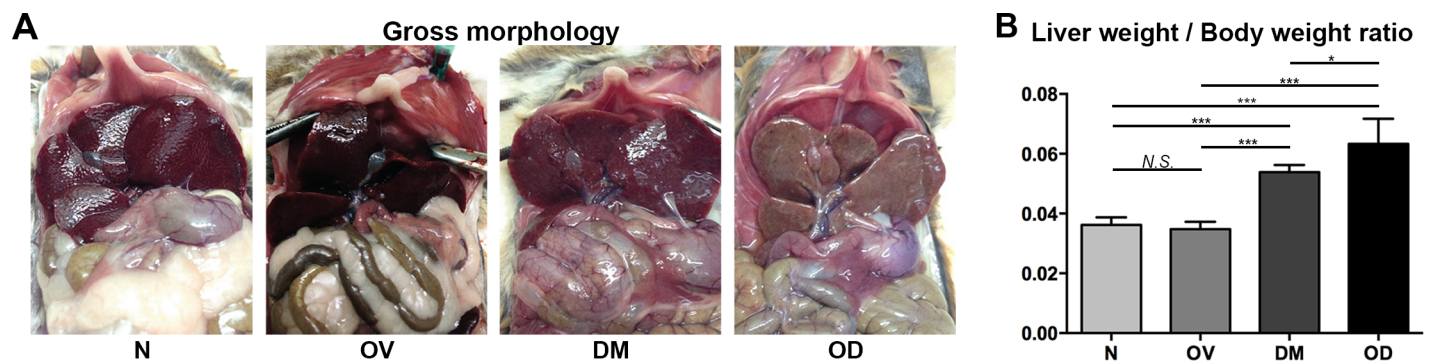 A
Gross morphology
N
OV
DM
OD
B
Liver weight / Body weight ratio
*
***
***
***
***
N.S.
0.08
0.06
0.04
0.02
0.00
N
OV
DM
OD